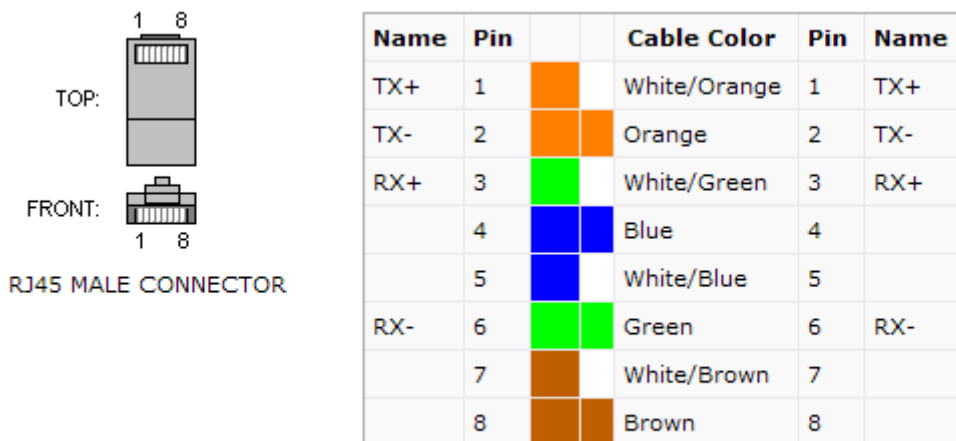 1 8
TOP:
FRONT:
1 8
RJ45 MALE CONNECTOR
Name Pin Cable Color Pin Name
TX+ 1 White/Orange 1 TX+
TX- 2 Orange 2 TX-
RX+ 3 White/Green 3 RX+
4 Blue 4
5 White/Blue 5
RX- 6 Green 6 RX-
7 White/Brown 7
8 Brown 8